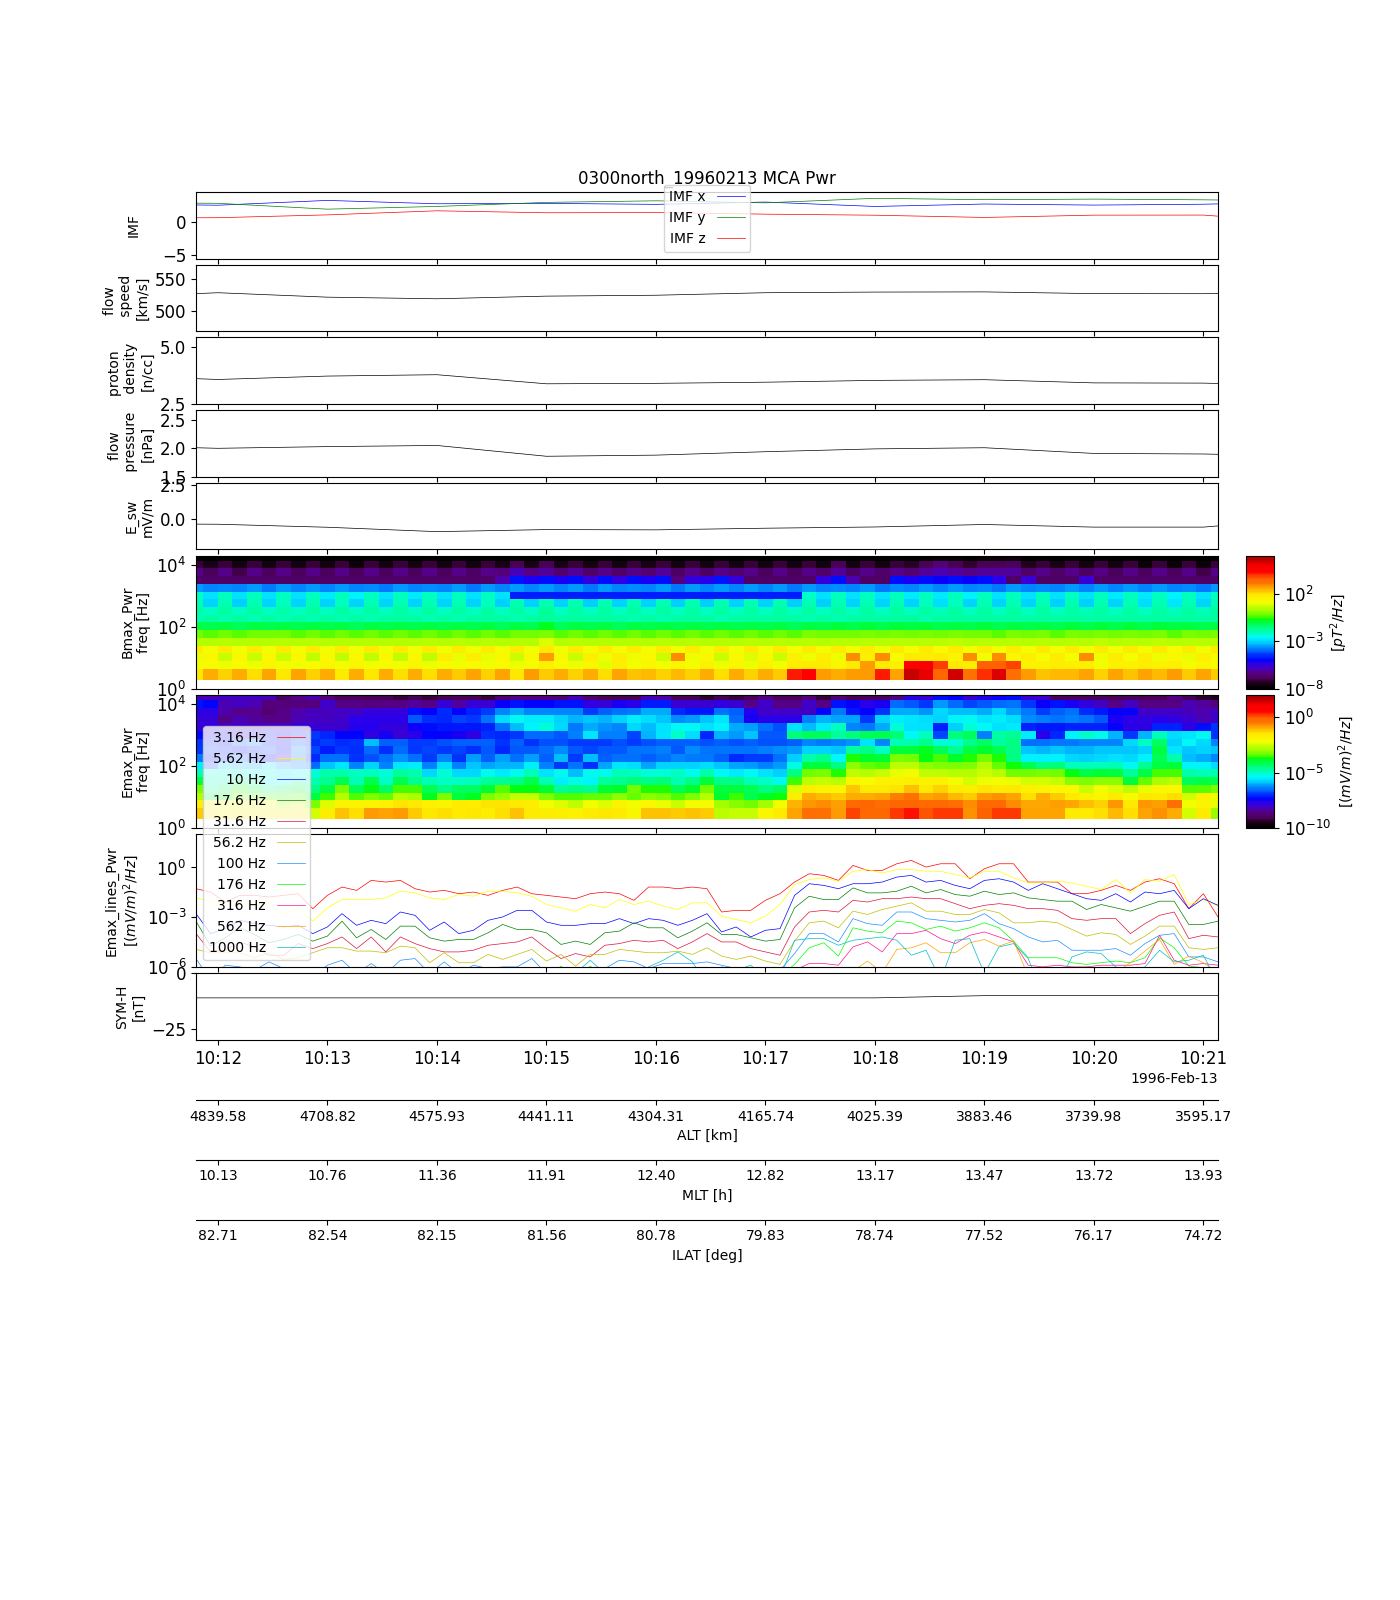 0300north_19960213 MCA Pwr
IMF
0
−5
IMF x
IMF y
IMF z
flow
speed
[km/s]
550
500
proton
density
[n/cc]
5.0
2.5
flow
pressure
[nPa]
2.5
2.0
1.5
E_sw
mV/m
2.5
0.0
Bmax_Pwr
freq [Hz]
10^4
10^2
10^0
10^2
10^−3
10^−8
[pT^2/Hz]
Emax_Pwr
freq [Hz]
10^4
10^2
10^0
10^0
10^−5
10^−10
[(mV/m)^2/Hz]
3.16 Hz
5.62 Hz
10 Hz
17.6 Hz
31.6 Hz
56.2 Hz
100 Hz
176 Hz
316 Hz
562 Hz
1000 Hz
Emax_lines_Pwr
[(mV/m)^2/Hz]
10^0
10^−3
10^−6
SYM-H
[nT]
0
−25
10:12 10:13 10:14 10:15 10:16 10:17 10:18 10:19 10:20 10:21
1996-Feb-13
4839.58 4708.82 4575.93 4441.11 4304.31 4165.74 4025.39 3883.46 3739.98 3595.17
ALT [km]
10.13 10.76 11.36 11.91 12.40 12.82 13.17 13.47 13.72 13.93
MLT [h]
82.71 82.54 82.15 81.56 80.78 79.83 78.74 77.52 76.17 74.72
ILAT [deg]